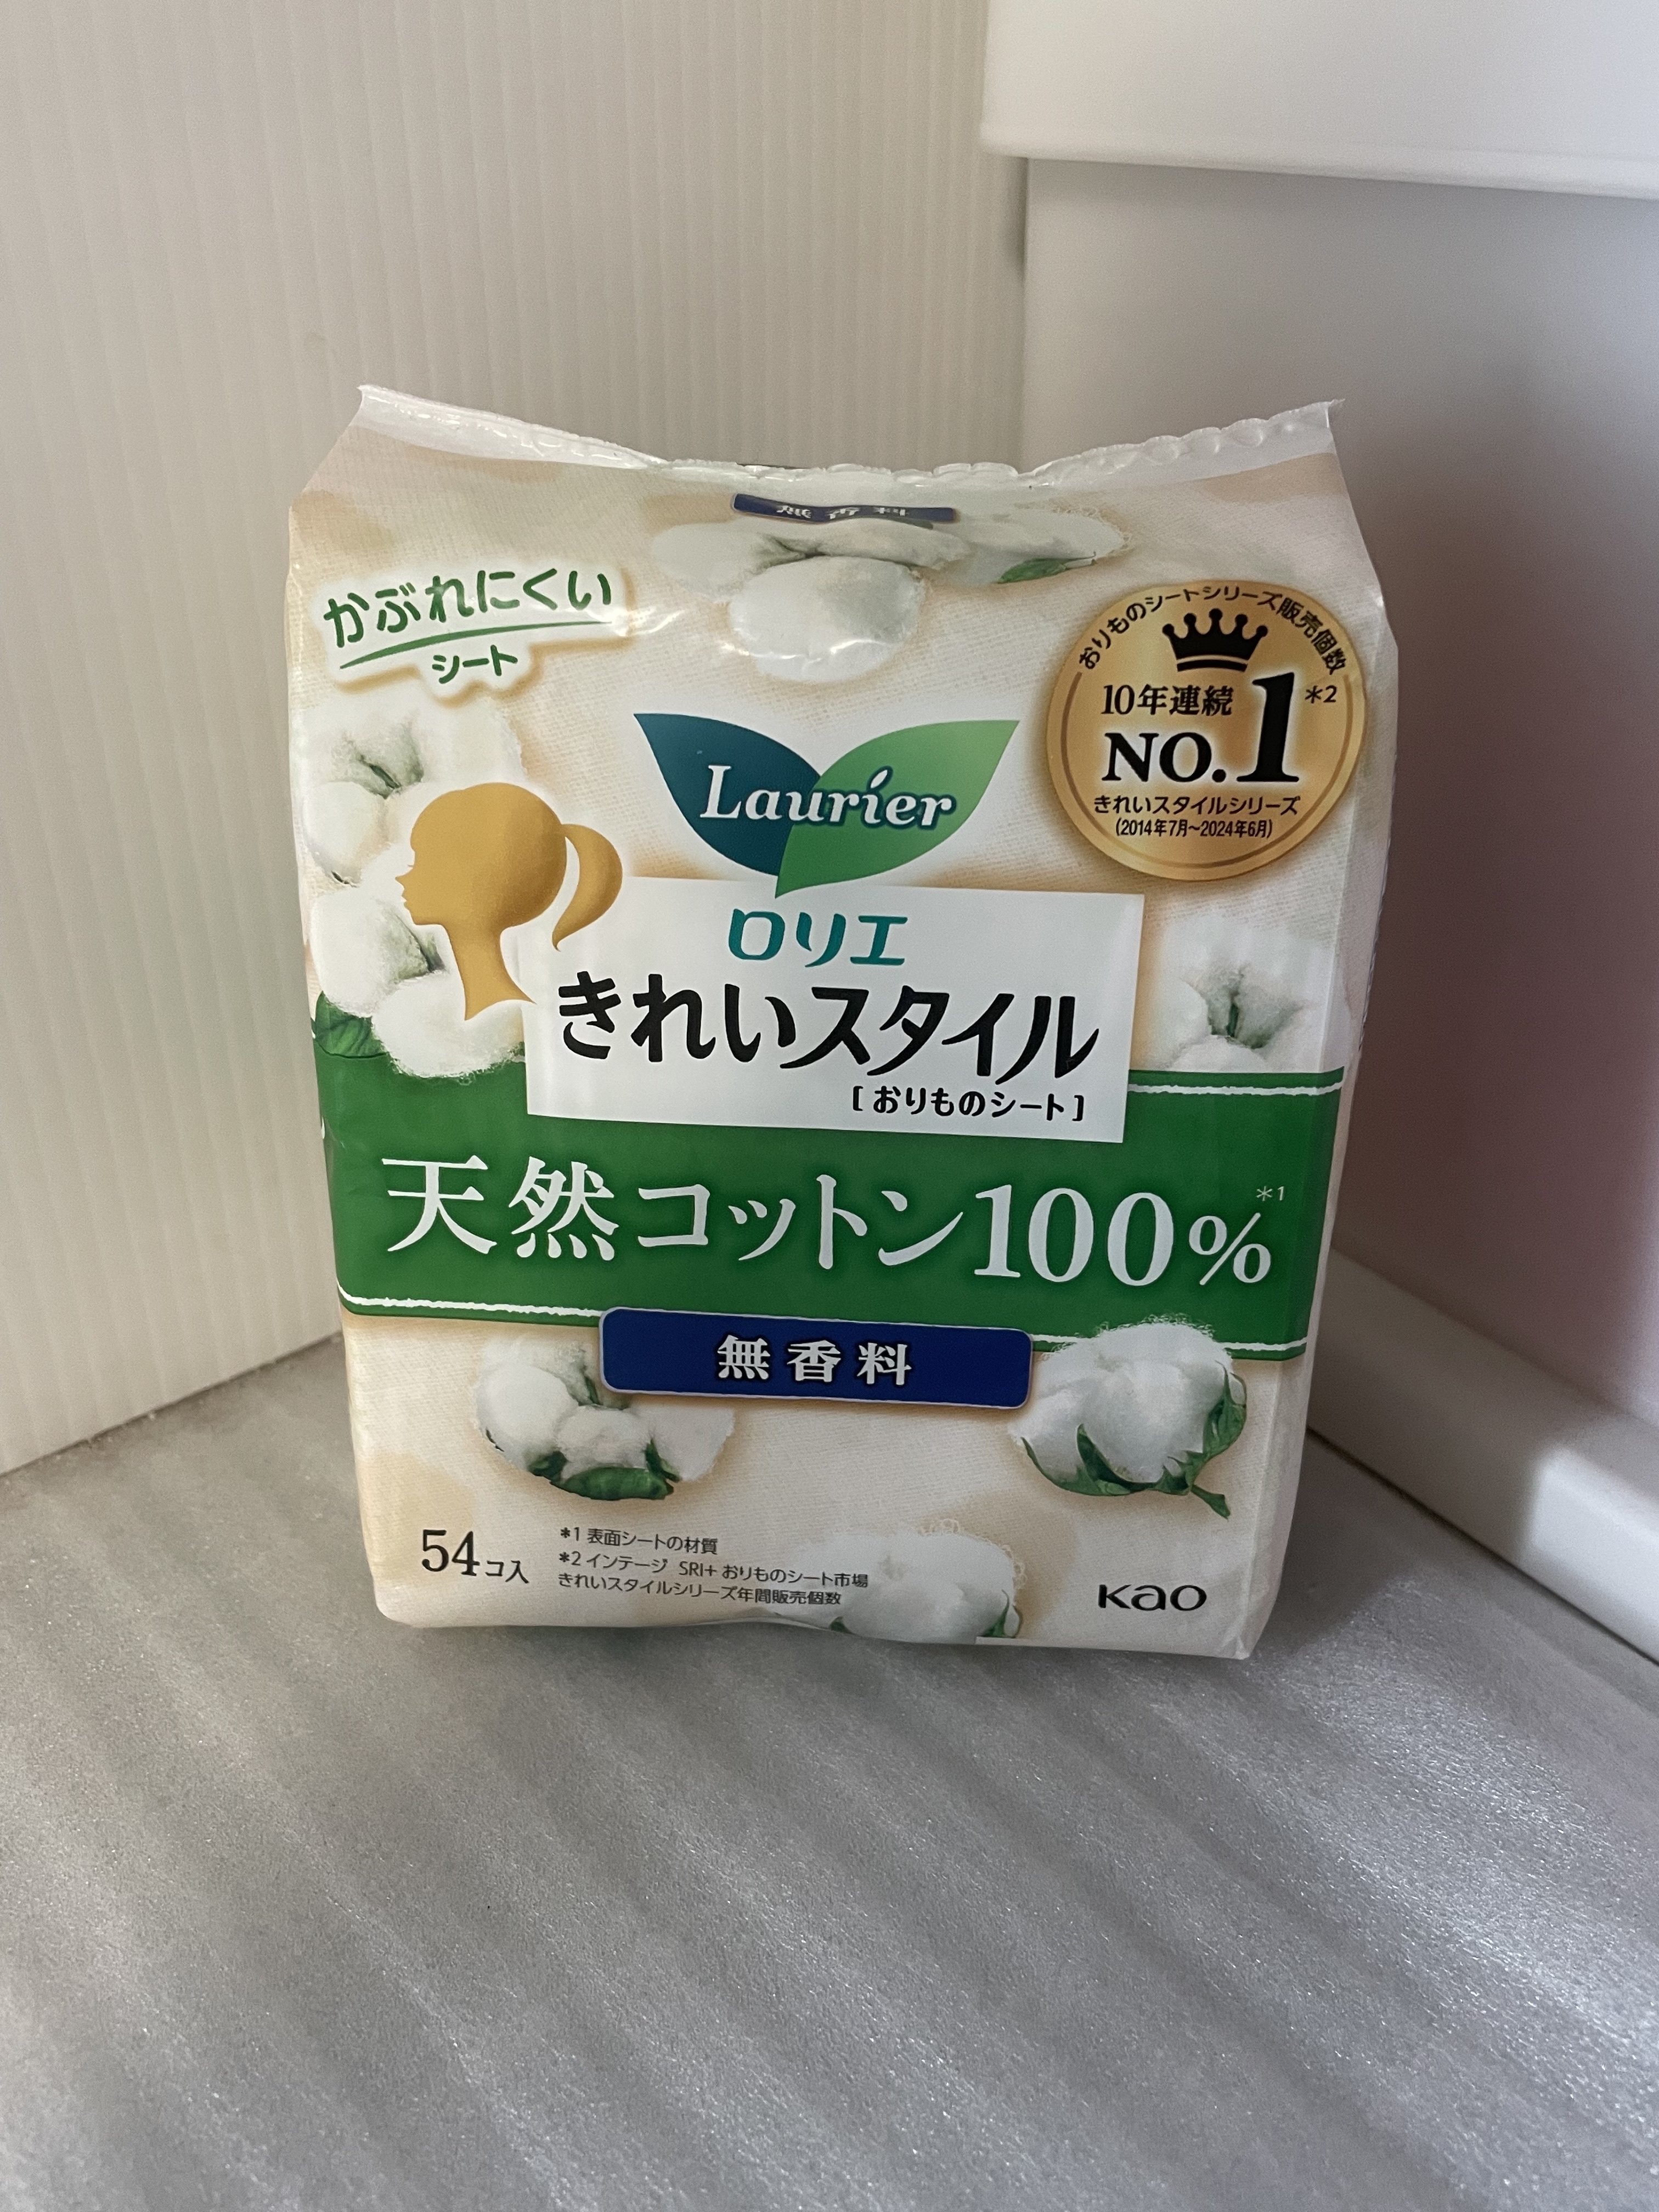 無香料
かぶれにくい
シート
おりものシートシリーズ販売個数
10年連続
NO.1*2
きれいスタイルシリーズ
(2014年7月~2024年6月)
Laurier
ロリエ
きれいスタイル
[おりものシート]
天然コットン100%*1
無香料
54コ入
*1 表面シートの材質
*2 インテージ SRI+ おりものシート市場
きれいスタイルシリーズ年間販売個数
Kao